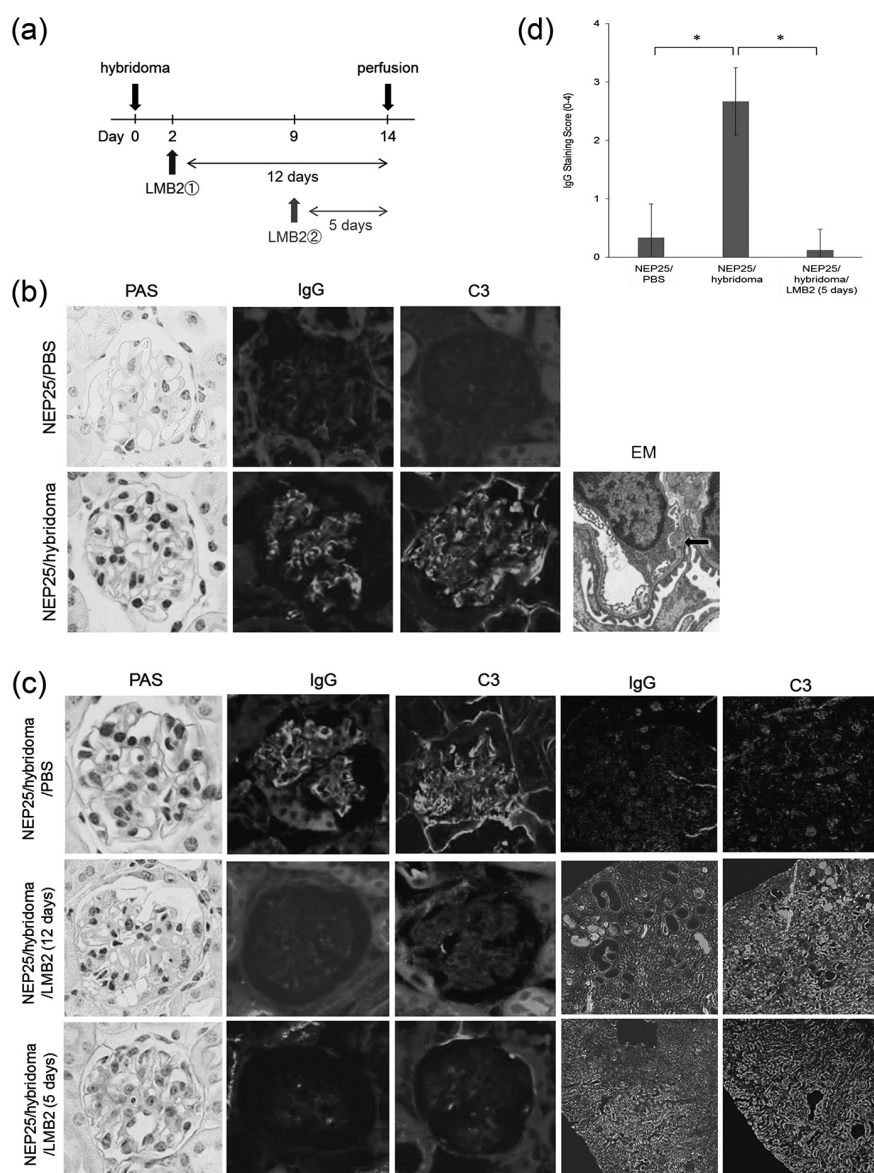 (a)
hybridoma
perfusion
Day 0 2 9 14
12 days
LMB2①
5 days
LMB2②
(d)
IgG Staining Score (0-4)
4
3
2
1
0
*
*
NEP25/
PBS
NEP25/
hybridoma
NEP25/
hybridoma/
LMB2 (5 days)
(b)
PAS
IgG
C3
NEP25/PBS
NEP25/hybridoma
EM
(c)
PAS
IgG
C3
IgG
C3
NEP25/hybridoma
/PBS
NEP25/hybridoma
/LMB2 (12 days)
NEP25/hybridoma
/LMB2 (5 days)